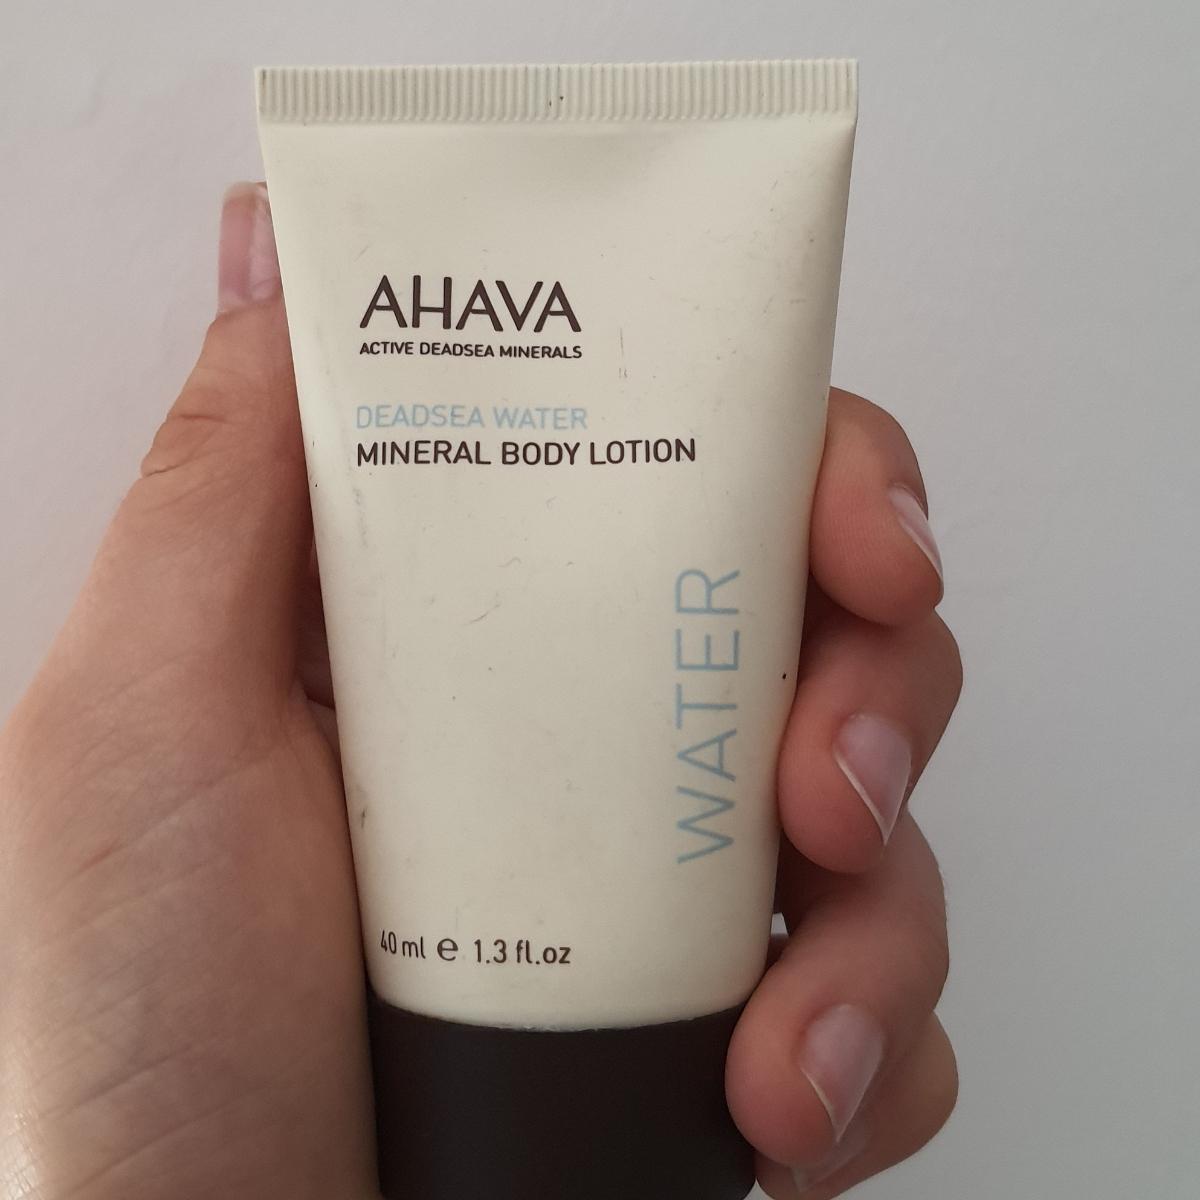 AHAVA
ACTIVE DEADSEA MINERALS
DEADSEA WATER
MINERAL BODY LOTION
WATER
40 ml e 1.3 fl.oz